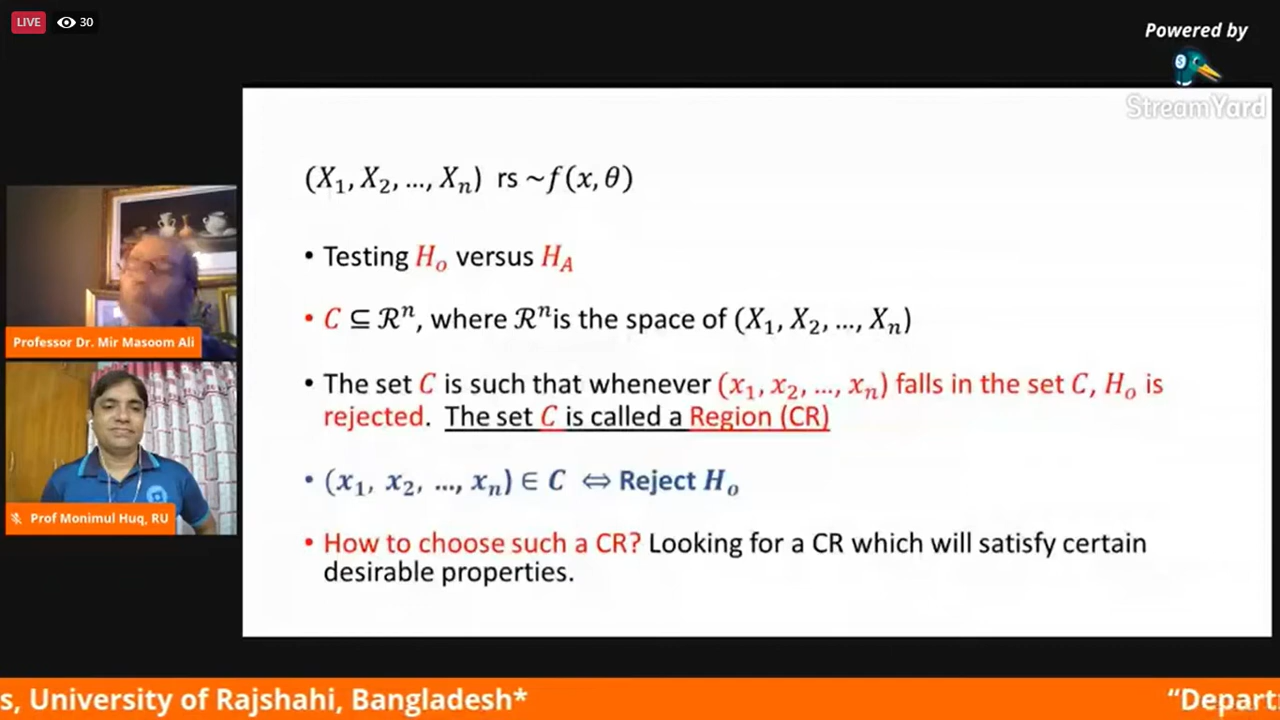 LIVE 30
Powered by
StreamYard
(X₁, X₂, ..., Xₙ) rs ~f(x, θ)
• Testing Hₒ versus H_A
• C ⊆ ℛⁿ, where ℛⁿis the space of (X₁, X₂, ..., Xₙ)
• The set C is such that whenever (x₁, x₂, ..., xₙ) falls in the set C, Hₒ is
rejected. The set C is called a Region (CR)
• (x₁, x₂, ..., xₙ) ∈ C ⇔ Reject Hₒ
• How to choose such a CR? Looking for a CR which will satisfy certain
desirable properties.
Professor Dr. Mir Masoom Ali
Prof Monimul Huq, RU
s, University of Rajshahi, Bangladesh* “Depart